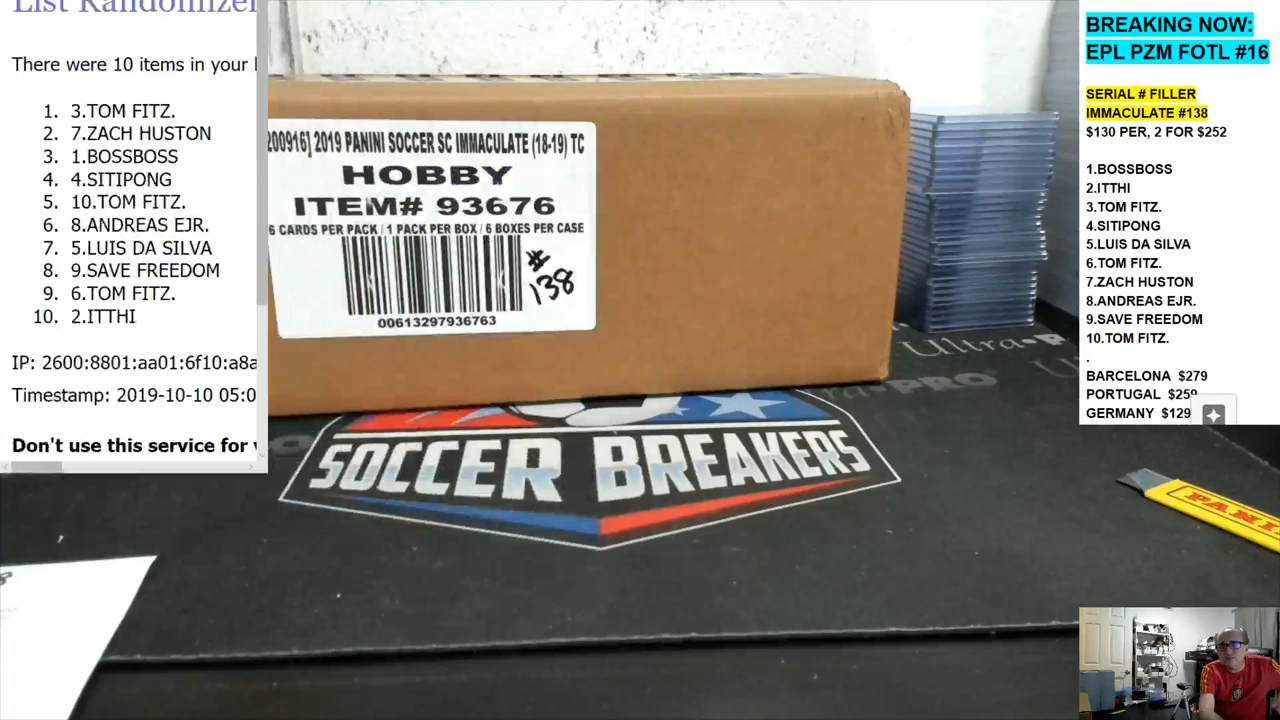 List Randomizer
There were 10 items in your
1. 3.TOM FITZ.
2. 7.ZACH HUSTON
3. 1.BOSSBOSS
4. 4.SITIPONG
5. 10.TOM FITZ.
6. 8.ANDREAS EJR.
7. 5.LUIS DA SILVA
8. 9.SAVE FREEDOM
9. 6.TOM FITZ.
10. 2.ITTHI
IP: 2600:8801:aa01:6f10:a8a
Timestamp: 2019-10-10 05:0
Don't use this service for
200916] 2019 PANINI SOCCER SC IMMACULATE (18-19) TC
HOBBY
ITEM# 93676
6 CARDS PER PACK / 1 PACK PER BOX / 6 BOXES PER CASE
#
138
00613297936763
Ultra•P
PRO
SOCCER BREAKERS
PANI
BREAKING NOW:
EPL PZM FOTL #16
SERIAL # FILLER
IMMACULATE #138
$130 PER, 2 FOR $252
1.BOSSBOSS
2.ITTHI
3.TOM FITZ.
4.SITIPONG
5.LUIS DA SILVA
6.TOM FITZ.
7.ZACH HUSTON
8.ANDREAS EJR.
9.SAVE FREEDOM
10.TOM FITZ.
.
BARCELONA $279
PORTUGAL $259
GERMANY $129